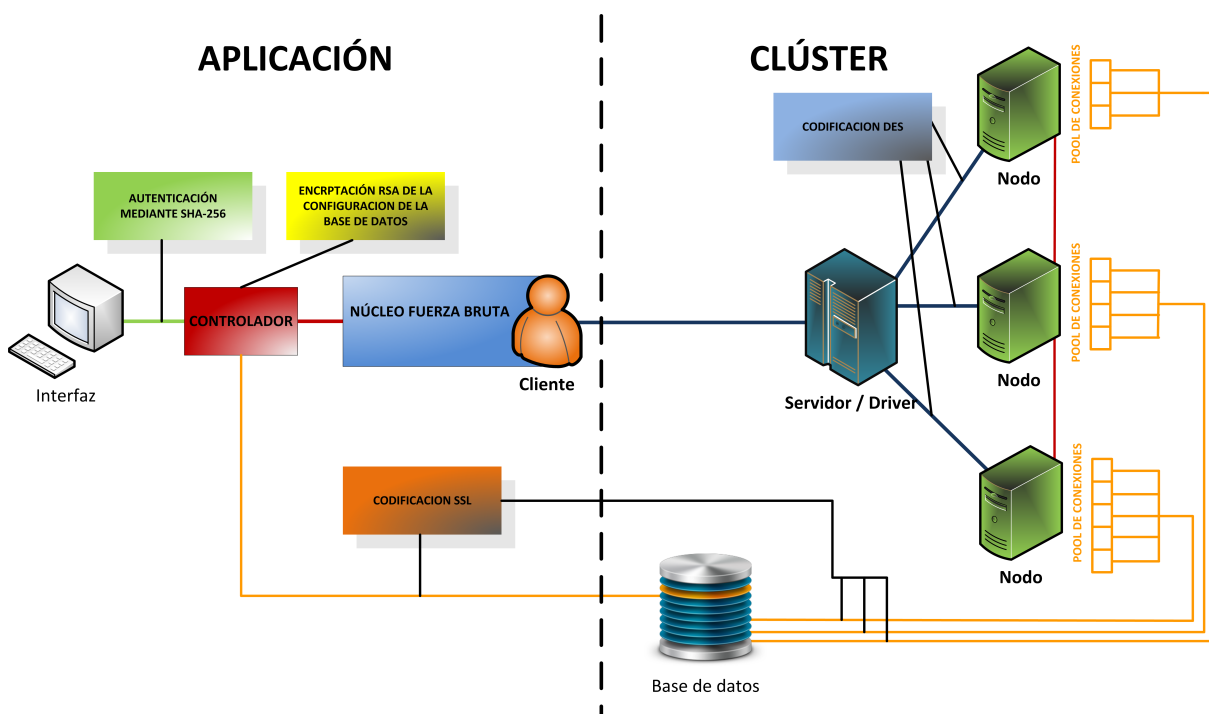 APLICACIÓN
CLÚSTER
AUTENTICACIÓN
MEDIANTE SHA-256
ENCRPTACIÓN RSA DE LA
CONFIGURACION DE LA
BASE DE DATOS
CODIFICACION DES
POOL DE CONEXIONES
Nodo
CONTROLADOR
NÚCLEO FUERZA BRUTA
Interfaz
Cliente
Servidor / Driver
POOL DE CONEXIONES
Nodo
CODIFICACION SSL
POOL DE CONEXIONES
Nodo
Base de datos